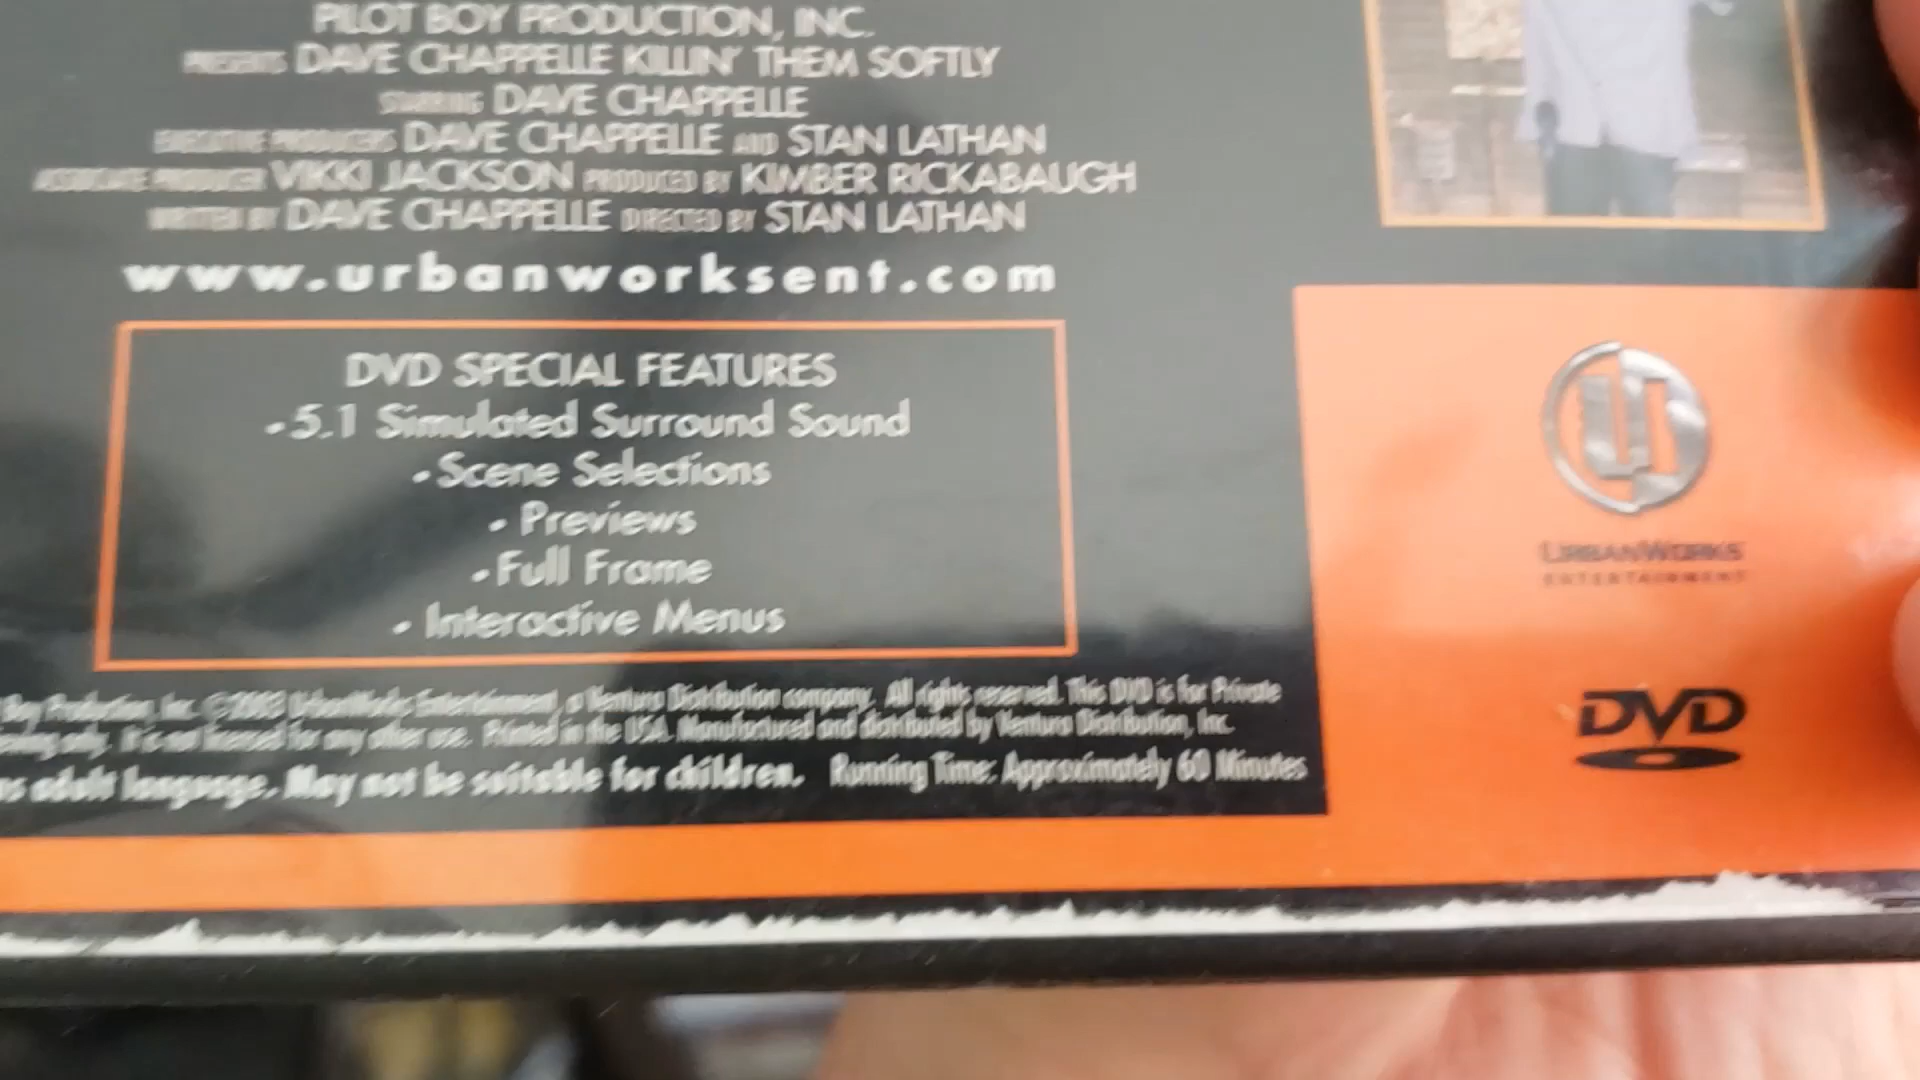 PILOT BOY PRODUCTION, INC.
PRESENTS DAVE CHAPPELLE KILLIN' THEM SOFTLY
STARRING DAVE CHAPPELLE
EXECUTIVE PRODUCERS DAVE CHAPPELLE AND STAN LATHAN
ASSOCIATE PRODUCER VIKKI JACKSON PRODUCED BY KIMBER RICKABAUGH
WRITTEN BY DAVE CHAPPELLE DIRECTED BY STAN LATHAN
www.urbanworksent.com
DVD SPECIAL FEATURES
•5.1 Simulated Surround Sound
•Scene Selections
• Previews
•Full Frame
• Interactive Menus
Boy Production, Inc. ©2003 UrbanWorks Entertainment, a Ventura Distribution company. All rights reserved. This DVD is for Private
only. It is not licensed for any other use. Printed in the USA. Manufactured and distributed by Ventura Distribution, Inc.
adult language. May not be suitable for children. Running Time: Approximately 60 Minutes
URBANWORKS
ENTERTAINMENT
DVD